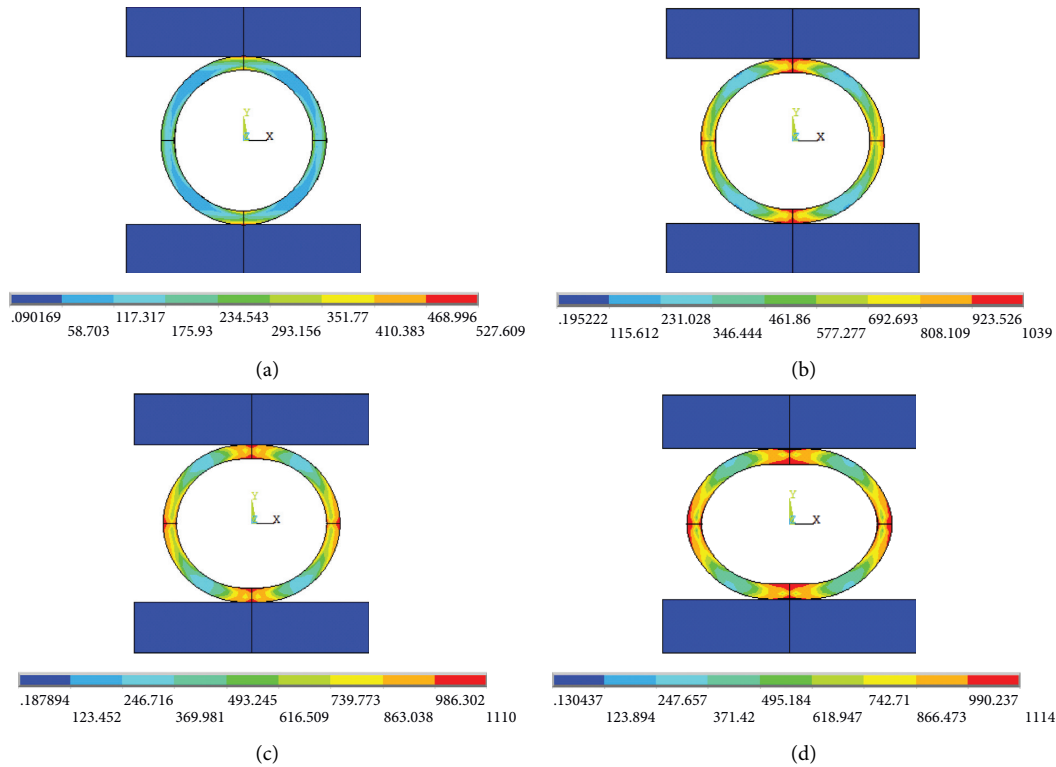 Y
Z X
Y
Z X
.090169 117.317 234.543 351.77 468.996
58.703 175.93 293.156 410.383 527.609
(a)
.195222 231.028 461.86 692.693 923.526
115.612 346.444 577.277 808.109 1039
(b)
Y
Z X
Y
Z X
.187894 246.716 493.245 739.773 986.302
123.452 369.981 616.509 863.038 1110
(c)
.130437 247.657 495.184 742.71 990.237
123.894 371.42 618.947 866.473 1114
(d)